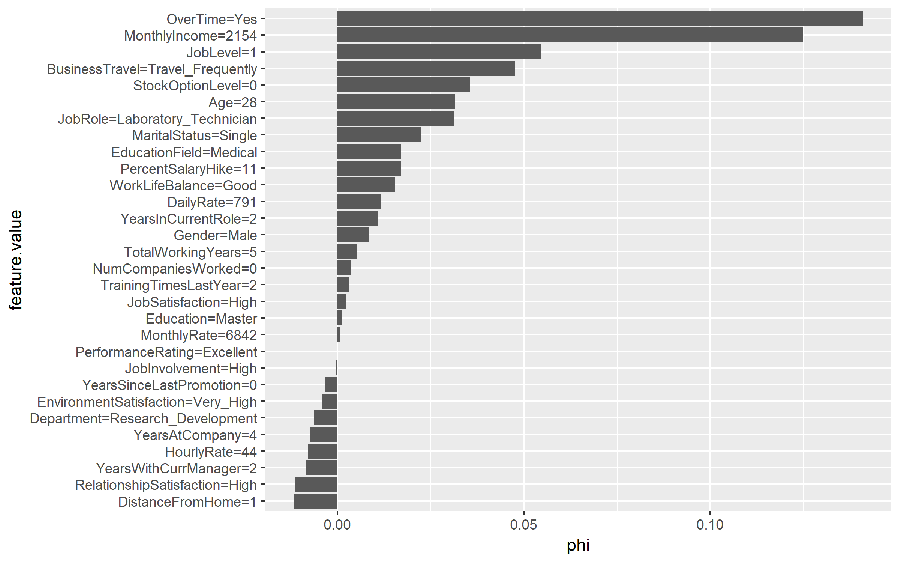 OverTime=Yes
MonthlyIncome=2154
JobLevel=1
BusinessTravel=Travel_Frequently
StockOptionLevel=0
Age=28
JobRole=Laboratory_Technician
MaritalStatus=Single
EducationField=Medical
PercentSalaryHike=11
WorkLifeBalance=Good
DailyRate=791
YearsInCurrentRole=2
Gender=Male
TotalWorkingYears=5
NumCompaniesWorked=0
TrainingTimesLastYear=2
JobSatisfaction=High
Education=Master
MonthlyRate=6842
PerformanceRating=Excellent
JobInvolvement=High
YearsSinceLastPromotion=0
EnvironmentSatisfaction=Very_High
Department=Research_Development
YearsAtCompany=4
HourlyRate=44
YearsWithCurrManager=2
RelationshipSatisfaction=High
DistanceFromHome=1
feature.value
0.00 0.05 0.10
phi